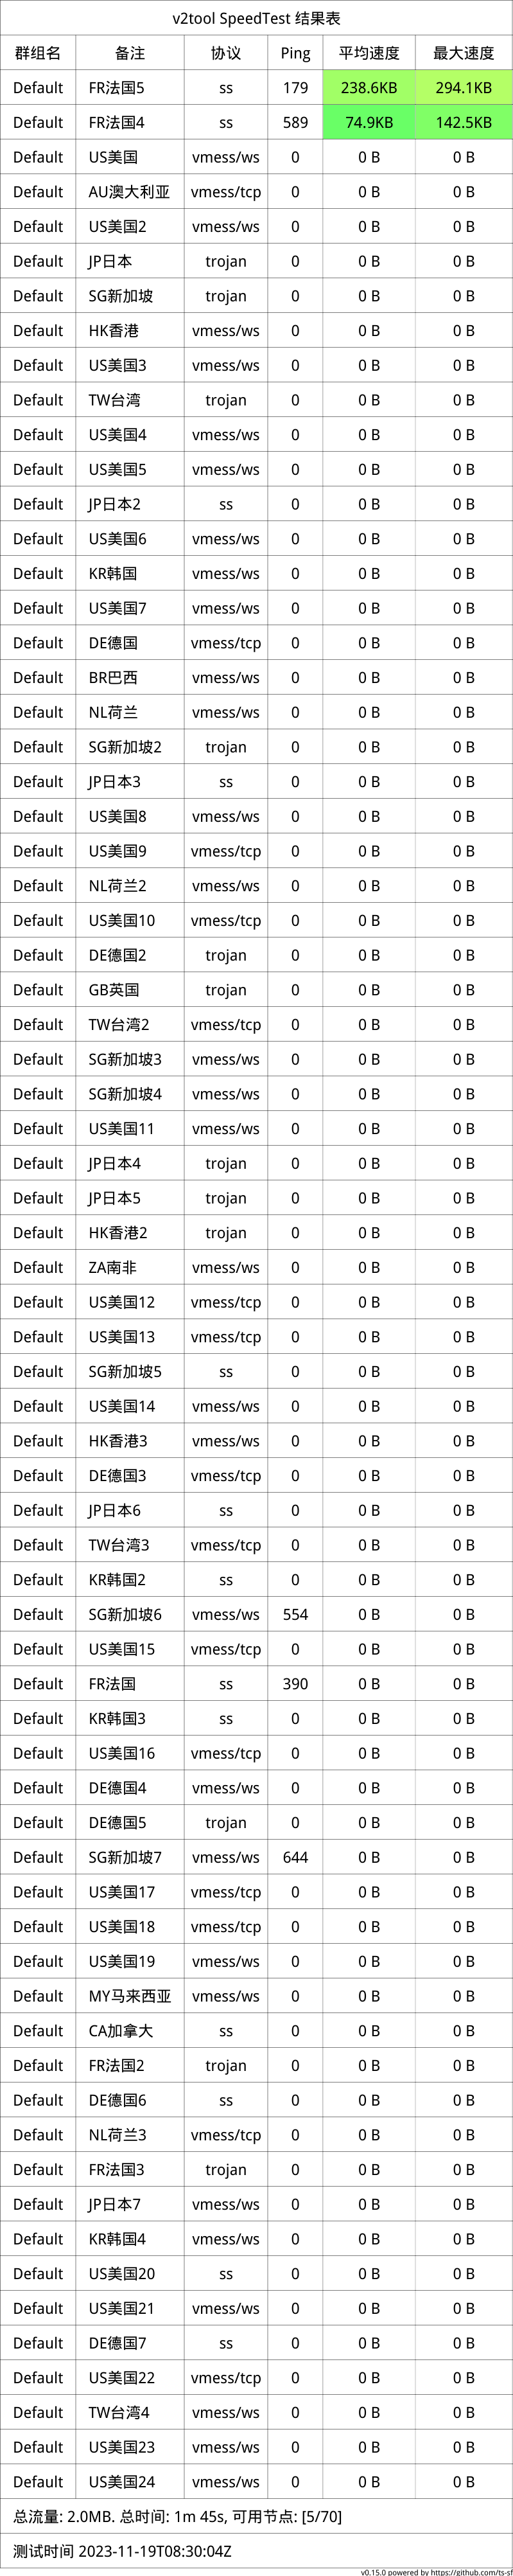 v2tool SpeedTest 结果表
群组名 备注 协议 Ping 平均速度 最大速度
Default FR法国5 ss 179 238.6KB 294.1KB
Default FR法国4 ss 589 74.9KB 142.5KB
Default US美国 vmess/ws 0 0 B 0 B
Default AU澳大利亚 vmess/tcp 0 0 B 0 B
Default US美国2 vmess/ws 0 0 B 0 B
Default JP日本 trojan 0 0 B 0 B
Default SG新加坡 trojan 0 0 B 0 B
Default HK香港 vmess/ws 0 0 B 0 B
Default US美国3 vmess/ws 0 0 B 0 B
Default TW台湾 trojan 0 0 B 0 B
Default US美国4 vmess/ws 0 0 B 0 B
Default US美国5 vmess/ws 0 0 B 0 B
Default JP日本2 ss 0 0 B 0 B
Default US美国6 vmess/ws 0 0 B 0 B
Default KR韩国 vmess/ws 0 0 B 0 B
Default US美国7 vmess/ws 0 0 B 0 B
Default DE德国 vmess/tcp 0 0 B 0 B
Default BR巴西 vmess/ws 0 0 B 0 B
Default NL荷兰 vmess/ws 0 0 B 0 B
Default SG新加坡2 trojan 0 0 B 0 B
Default JP日本3 ss 0 0 B 0 B
Default US美国8 vmess/ws 0 0 B 0 B
Default US美国9 vmess/tcp 0 0 B 0 B
Default NL荷兰2 vmess/ws 0 0 B 0 B
Default US美国10 vmess/tcp 0 0 B 0 B
Default DE德国2 trojan 0 0 B 0 B
Default GB英国 trojan 0 0 B 0 B
Default TW台湾2 vmess/tcp 0 0 B 0 B
Default SG新加坡3 vmess/ws 0 0 B 0 B
Default SG新加坡4 vmess/ws 0 0 B 0 B
Default US美国11 vmess/ws 0 0 B 0 B
Default JP日本4 trojan 0 0 B 0 B
Default JP日本5 trojan 0 0 B 0 B
Default HK香港2 trojan 0 0 B 0 B
Default ZA南非 vmess/ws 0 0 B 0 B
Default US美国12 vmess/tcp 0 0 B 0 B
Default US美国13 vmess/tcp 0 0 B 0 B
Default SG新加坡5 ss 0 0 B 0 B
Default US美国14 vmess/ws 0 0 B 0 B
Default HK香港3 vmess/ws 0 0 B 0 B
Default DE德国3 vmess/tcp 0 0 B 0 B
Default JP日本6 ss 0 0 B 0 B
Default TW台湾3 vmess/tcp 0 0 B 0 B
Default KR韩国2 ss 0 0 B 0 B
Default SG新加坡6 vmess/ws 554 0 B 0 B
Default US美国15 vmess/tcp 0 0 B 0 B
Default FR法国 ss 390 0 B 0 B
Default KR韩国3 ss 0 0 B 0 B
Default US美国16 vmess/tcp 0 0 B 0 B
Default DE德国4 vmess/ws 0 0 B 0 B
Default DE德国5 trojan 0 0 B 0 B
Default SG新加坡7 vmess/ws 644 0 B 0 B
Default US美国17 vmess/tcp 0 0 B 0 B
Default US美国18 vmess/tcp 0 0 B 0 B
Default US美国19 vmess/ws 0 0 B 0 B
Default MY马来西亚 vmess/ws 0 0 B 0 B
Default CA加拿大 ss 0 0 B 0 B
Default FR法国2 trojan 0 0 B 0 B
Default DE德国6 ss 0 0 B 0 B
Default NL荷兰3 vmess/tcp 0 0 B 0 B
Default FR法国3 trojan 0 0 B 0 B
Default JP日本7 vmess/ws 0 0 B 0 B
Default KR韩国4 vmess/ws 0 0 B 0 B
Default US美国20 ss 0 0 B 0 B
Default US美国21 vmess/ws 0 0 B 0 B
Default DE德国7 ss 0 0 B 0 B
Default US美国22 vmess/tcp 0 0 B 0 B
Default TW台湾4 vmess/ws 0 0 B 0 B
Default US美国23 vmess/ws 0 0 B 0 B
Default US美国24 vmess/ws 0 0 B 0 B
总流量: 2.0MB. 总时间: 1m 45s, 可用节点: [5/70]
测试时间 2023-11-19T08:30:04Z
v0.15.0 powered by https://github.com/ts-sf